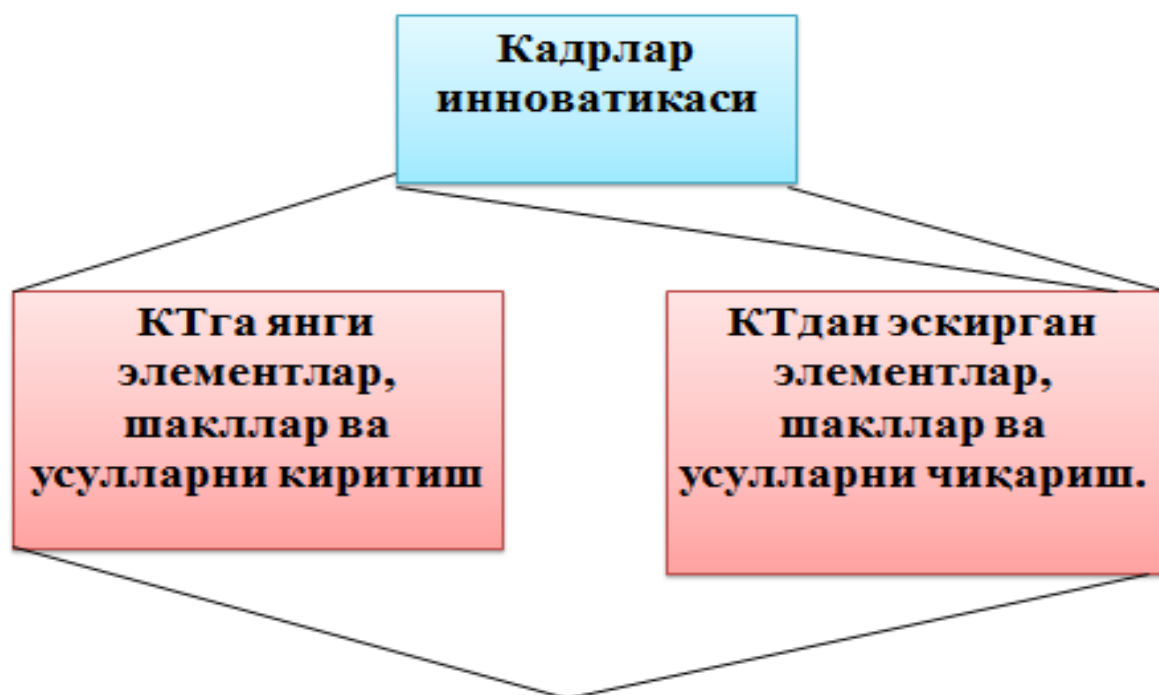 Кадрлар
инноватикаси
КТга янги
элементлар,
шакллар ва
усулларни киритиш
КТдан эскирган
элементлар,
шакллар ва
усулларни чиқариш.